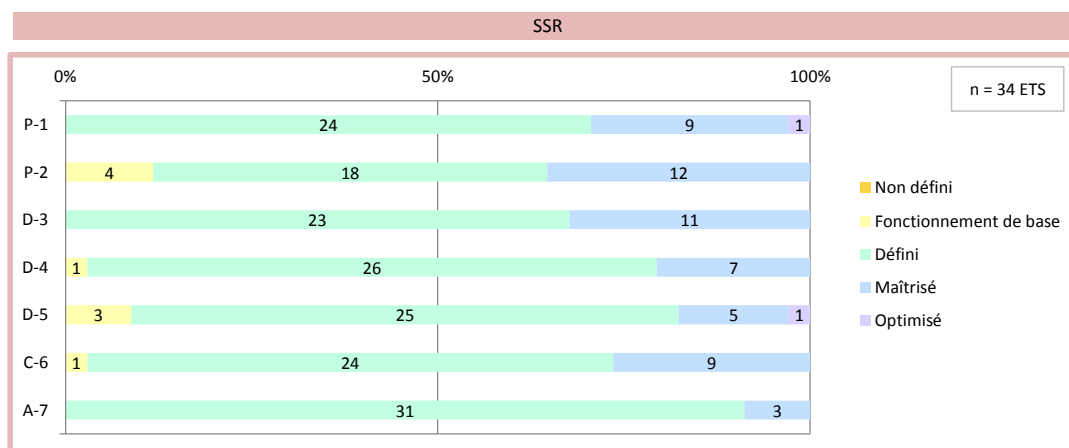 SSR
0% 50% 100%
n = 34 ETS
P-1 24 9 1
P-2 4 18 12
D-3 23 11
D-4 1 26 7
D-5 3 25 5 1
C-6 1 24 9
A-7 31 3
Non défini
Fonctionnement de base
Défini
Maîtrisé
Optimisé